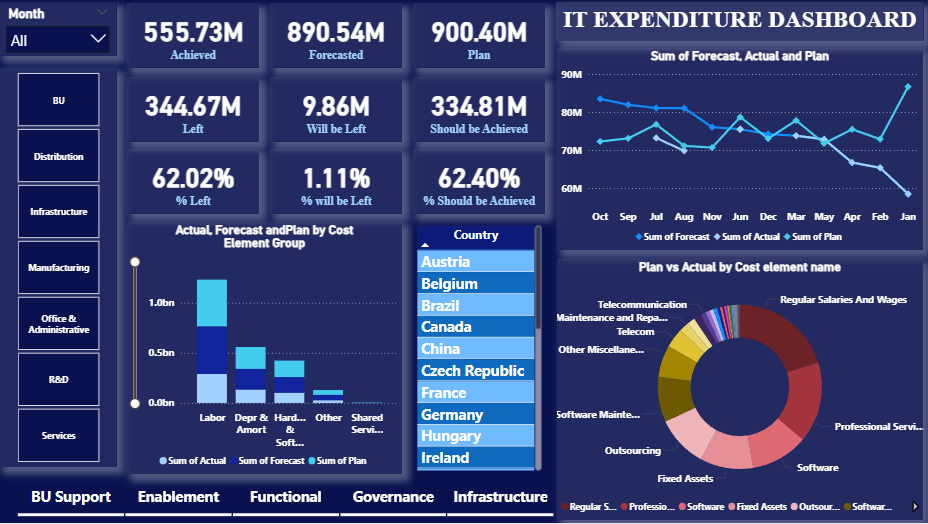 Month
All
BU
Distribution
Infrastructure
Manufacturing
Office &
Administrative
R&D
Services
555.73M
Achieved
890.54M
Forecasted
900.40M
Plan
344.67M
Left
9.86M
Will be Left
334.81M
Should be Achieved
62.02%
% Left
1.11%
% will be Left
62.40%
% Should be Achieved
Actual, Forecast andPlan by Cost
Element Group
1.0bn
0.5bn
0.0bn
Labor
Depr &
Amort
Hard...
&
Soft...
Other
Shared
Servi...
Sum of Actual
Sum of Forecast
Sum of Plan
Country
Austria
Belgium
Brazil
Canada
China
Czech Republic
France
Germany
Hungary
Ireland
IT EXPENDITURE DASHBOARD
Sum of Forecast, Actual and Plan
90M
80M
70M
60M
Oct Sep Jul Aug Nov Jun Dec Mar May Apr Feb Jan
Sum of Forecast Sum of Actual Sum of Plan
Plan vs Actual by Cost element name
Telecommunication
Maintenance and Repa...
Telecom
Other Miscellane...
Software Mainte...
Outsourcing
Fixed Assets
Software
Professional Servi...
Regular Salaries And Wages
Regular S... Professio... Software Fixed Assets Outsour... Softwar...
BU Support Enablement Functional Governance Infrastructure